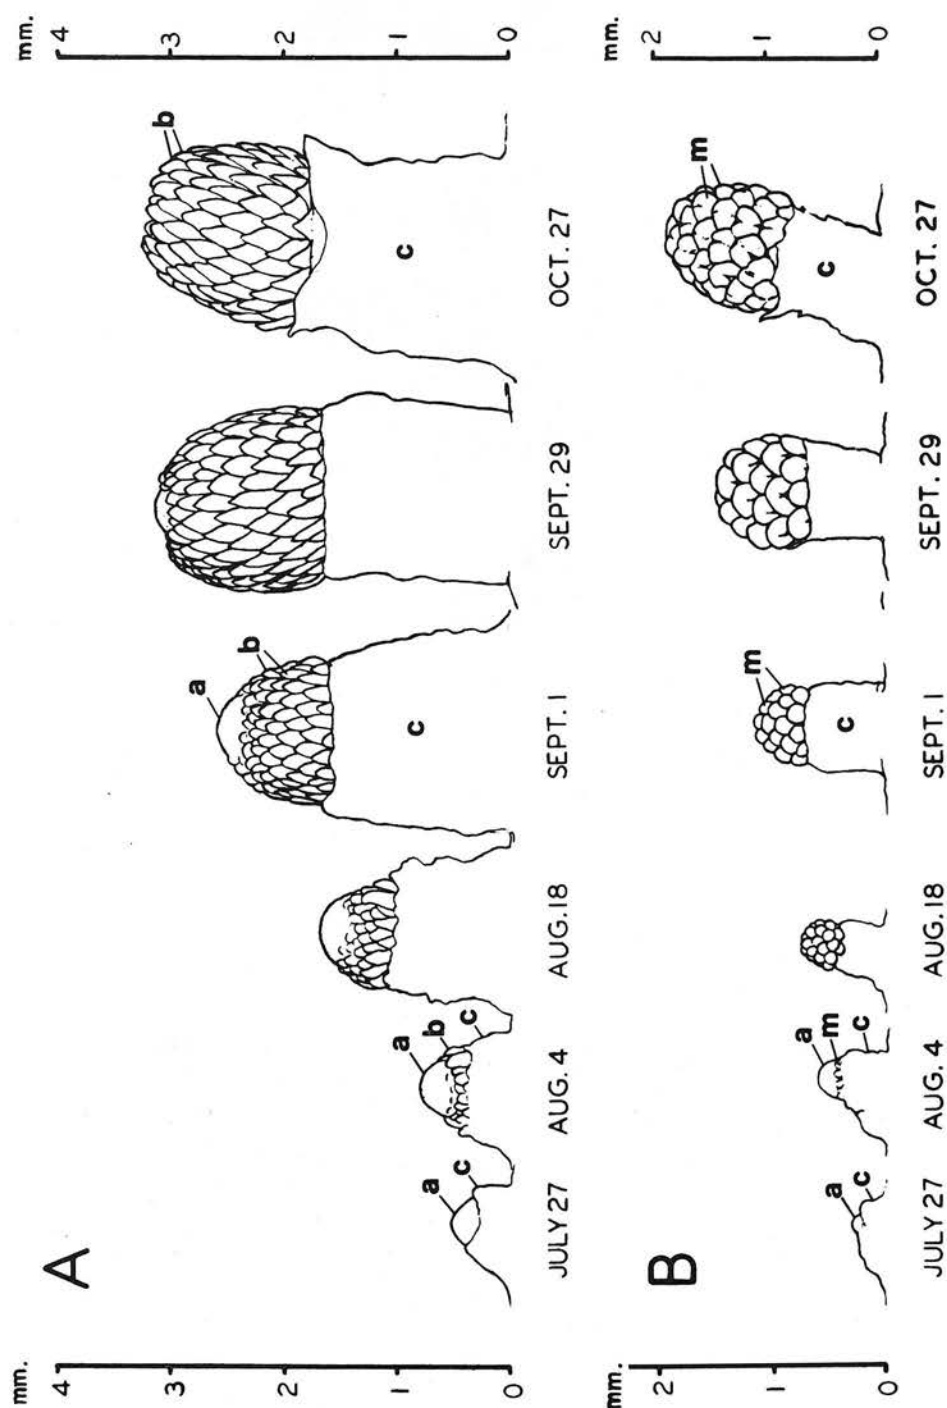 A
mm. mm.
4 4
3 3
2 2
1 1
0 0
a c
a b c
a b
c
b
c
JULY 27 AUG. 4 AUG. 18 SEPT. 1 SEPT. 29 OCT. 27
B
mm. mm.
2 2
1 1
0 0
a c
a m c
m
c
m
c
JULY 27 AUG. 4 AUG. 18 SEPT. 1 SEPT. 29 OCT. 27